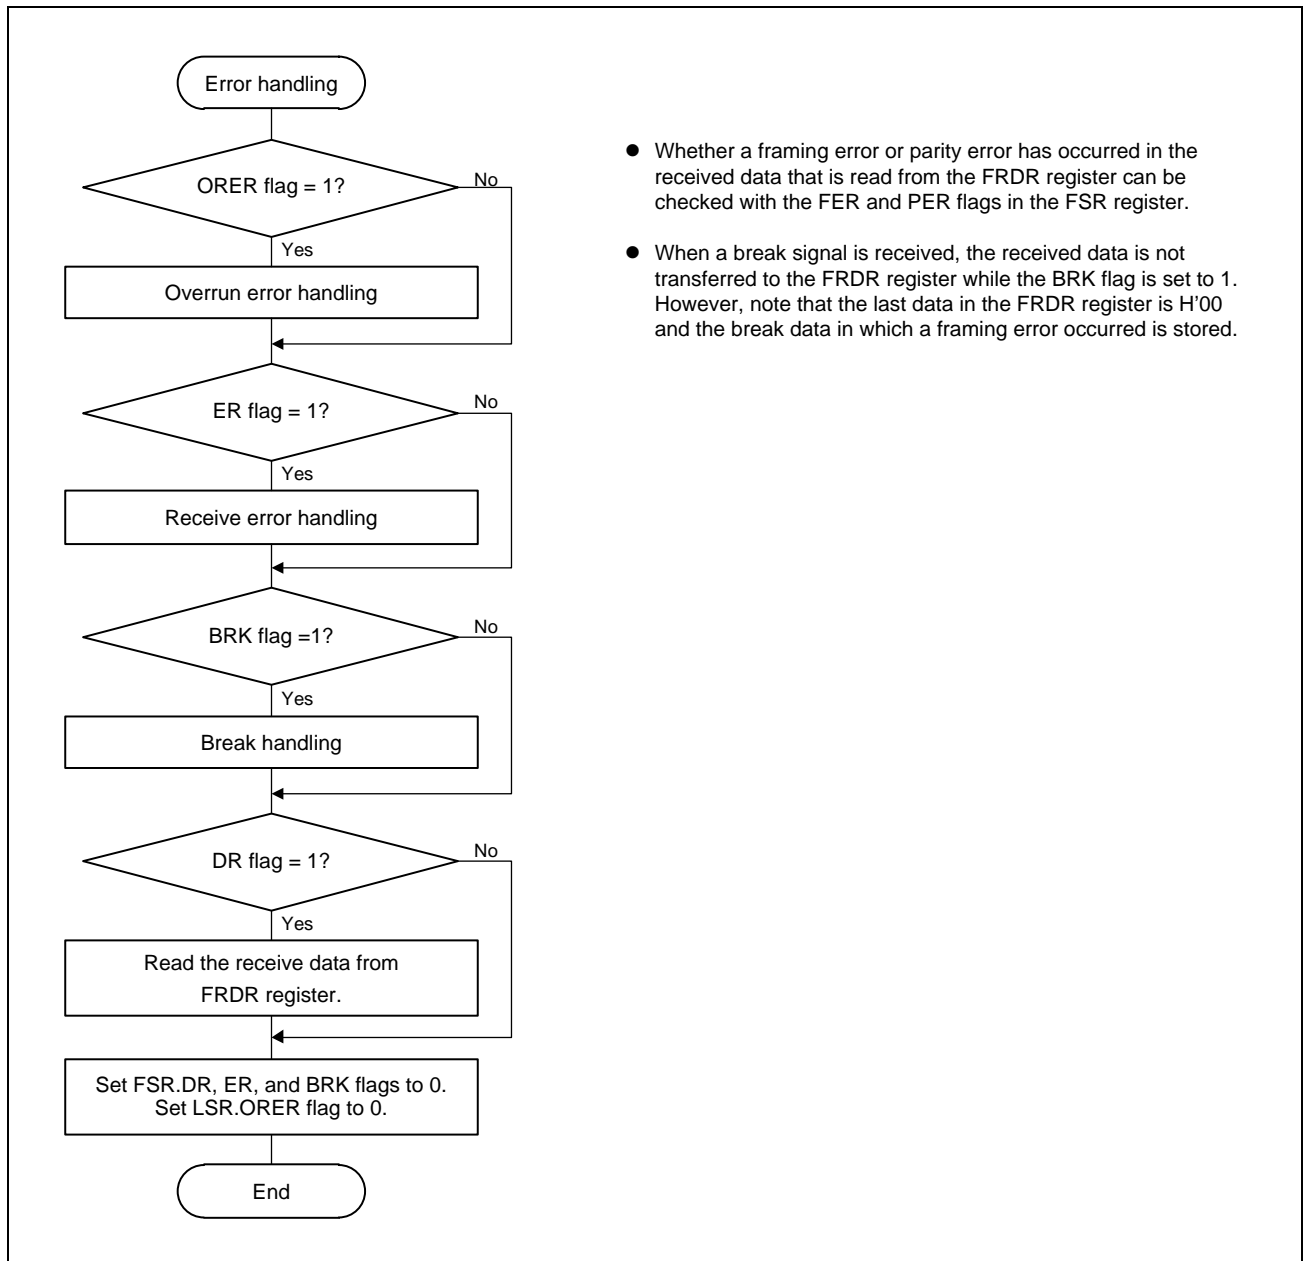 Error handling
ORER flag = 1?
No
Yes
Overrun error handling
ER flag = 1?
No
Yes
Receive error handling
BRK flag =1?
No
Yes
Break handling
DR flag = 1?
No
Yes
Read the receive data from
FRDR register.
Set FSR.DR, ER, and BRK flags to 0.
Set LSR.ORER flag to 0.
End
● Whether a framing error or parity error has occurred in the
received data that is read from the FRDR register can be
checked with the FER and PER flags in the FSR register.
● When a break signal is received, the received data is not
transferred to the FRDR register while the BRK flag is set to 1.
However, note that the last data in the FRDR register is H'00
and the break data in which a framing error occurred is stored.